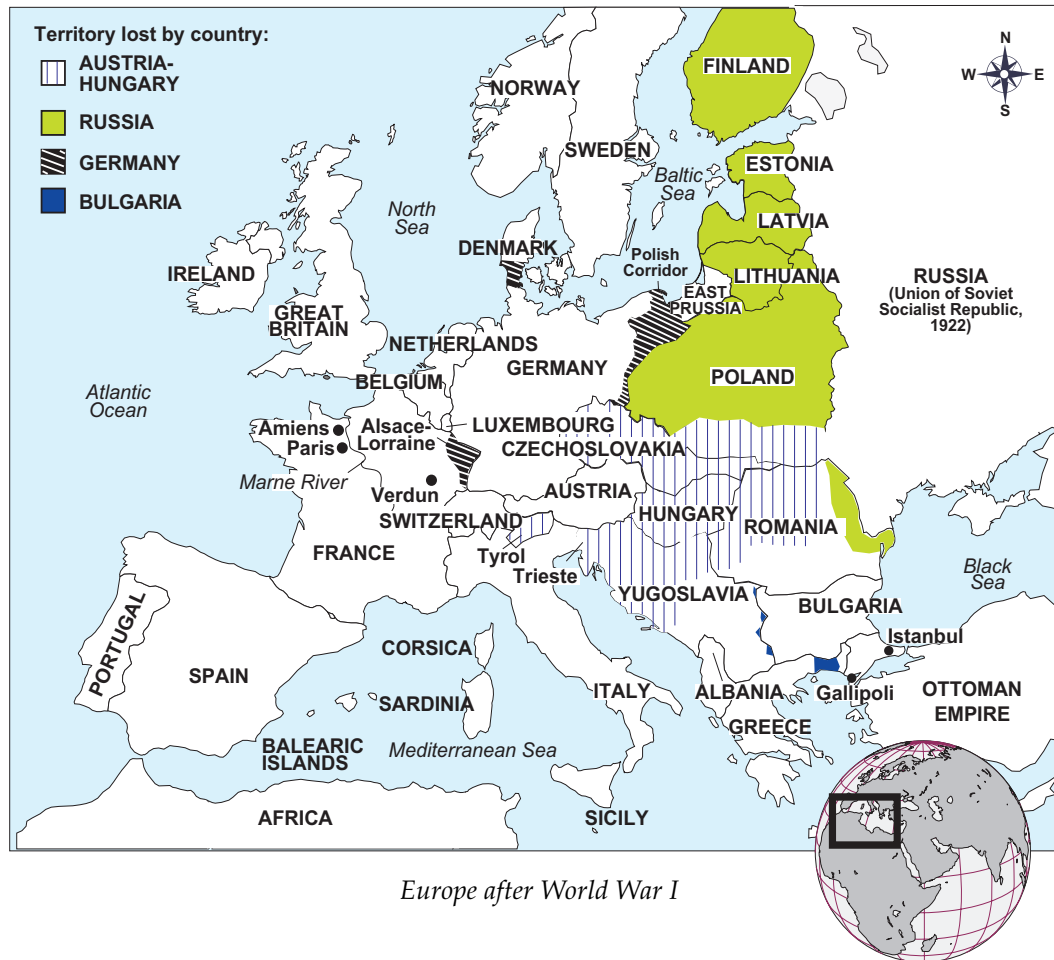 Territory lost by country:
AUSTRIA-
HUNGARY
RUSSIA
GERMANY
BULGARIA
N
W
E
S
FINLAND
NORWAY
SWEDEN
ESTONIA
Baltic
Sea
North
Sea
LATVIA
DENMARK
Polish
Corridor
LITHUANIA
IRELAND
EAST
PRUSSIA
RUSSIA
(Union of Soviet
Socialist Republic,
1922)
GREAT
BRITAIN
NETHERLANDS
GERMANY
BELGIUM
POLAND
Atlantic
Ocean
Amiens
Paris
Alsace-
Lorraine
LUXEMBOURG
CZECHOSLOVAKIA
Marne River
Verdun
AUSTRIA
HUNGARY
ROMANIA
SWITZERLAND
FRANCE
Tyrol
Trieste
YUGOSLAVIA
Black
Sea
BULGARIA
Istanbul
PORTUGAL
SPAIN
CORSICA
SARDINIA
ITALY
ALBANIA
Gallipoli
GREECE
OTTOMAN
EMPIRE
BALEARIC
ISLANDS
Mediterranean Sea
AFRICA
SICILY
Europe after World War I